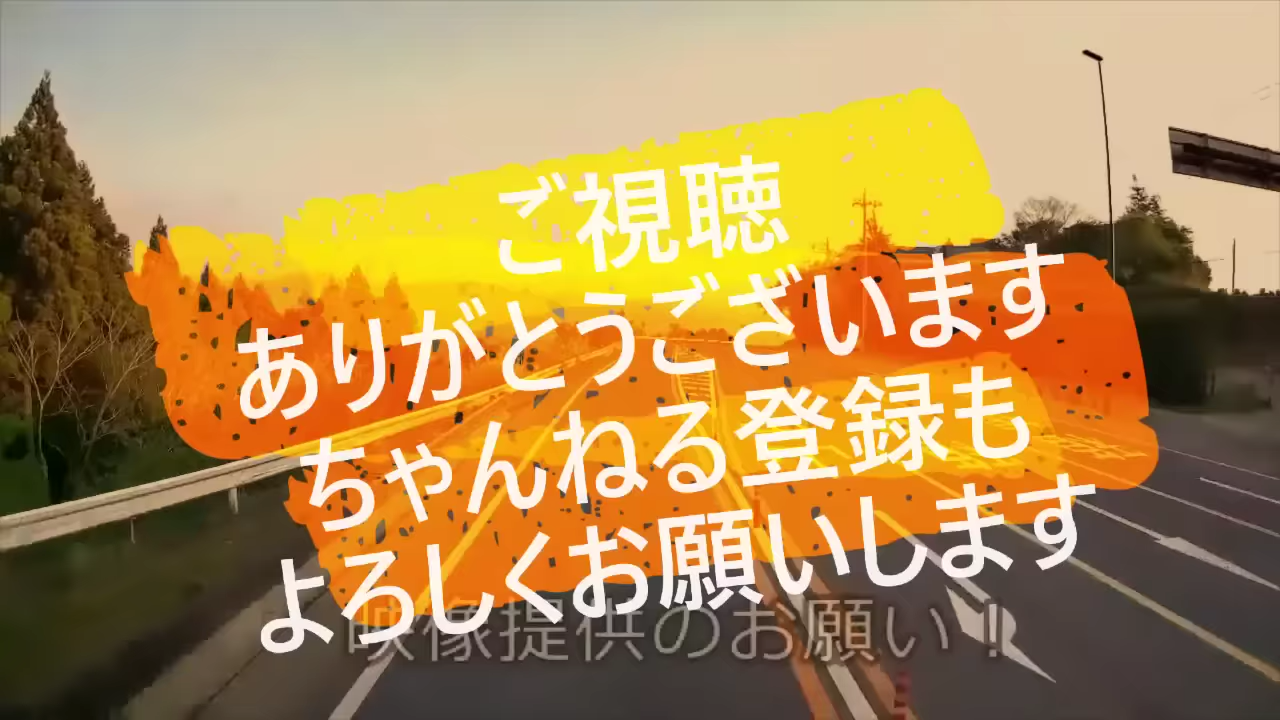 ご視聴
ありがとうございます
ちゃんねる登録も
よろしくお願いします
映像提供のお願い！